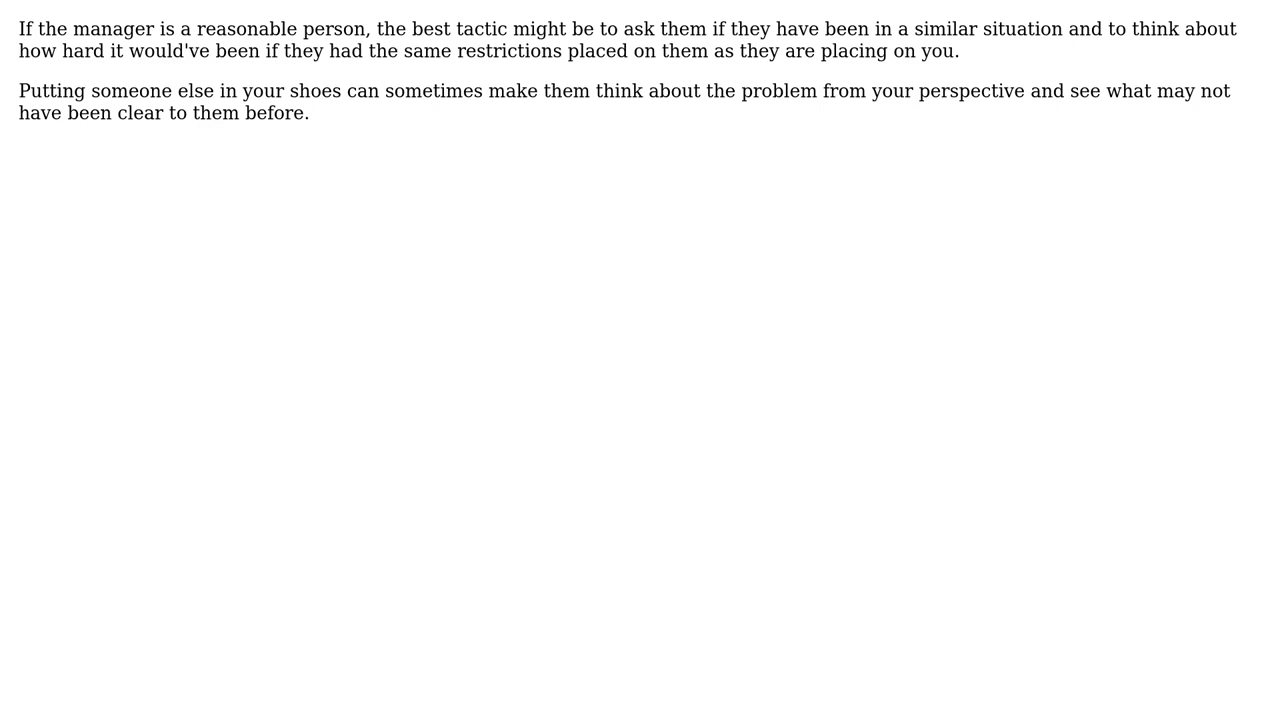 If the manager is a reasonable person, the best tactic might be to ask them if they have been in a similar situation and to think about
how hard it would've been if they had the same restrictions placed on them as they are placing on you.
Putting someone else in your shoes can sometimes make them think about the problem from your perspective and see what may not
have been clear to them before.